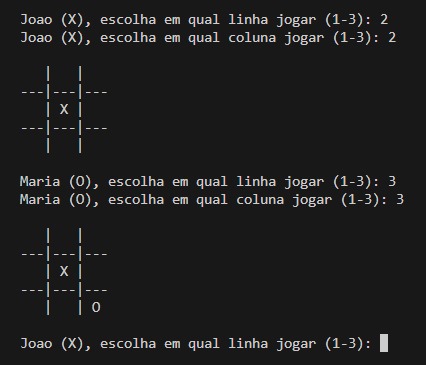 Joao (X), escolha em qual linha jogar (1-3): 2
Joao (X), escolha em qual coluna jogar (1-3): 2
   |   |
---|---|---
   | X |
---|---|---
   |   |
Maria (O), escolha em qual linha jogar (1-3): 3
Maria (O), escolha em qual coluna jogar (1-3): 3
   |   |
---|---|---
   | X |
---|---|---
   |   | O
Joao (X), escolha em qual linha jogar (1-3):